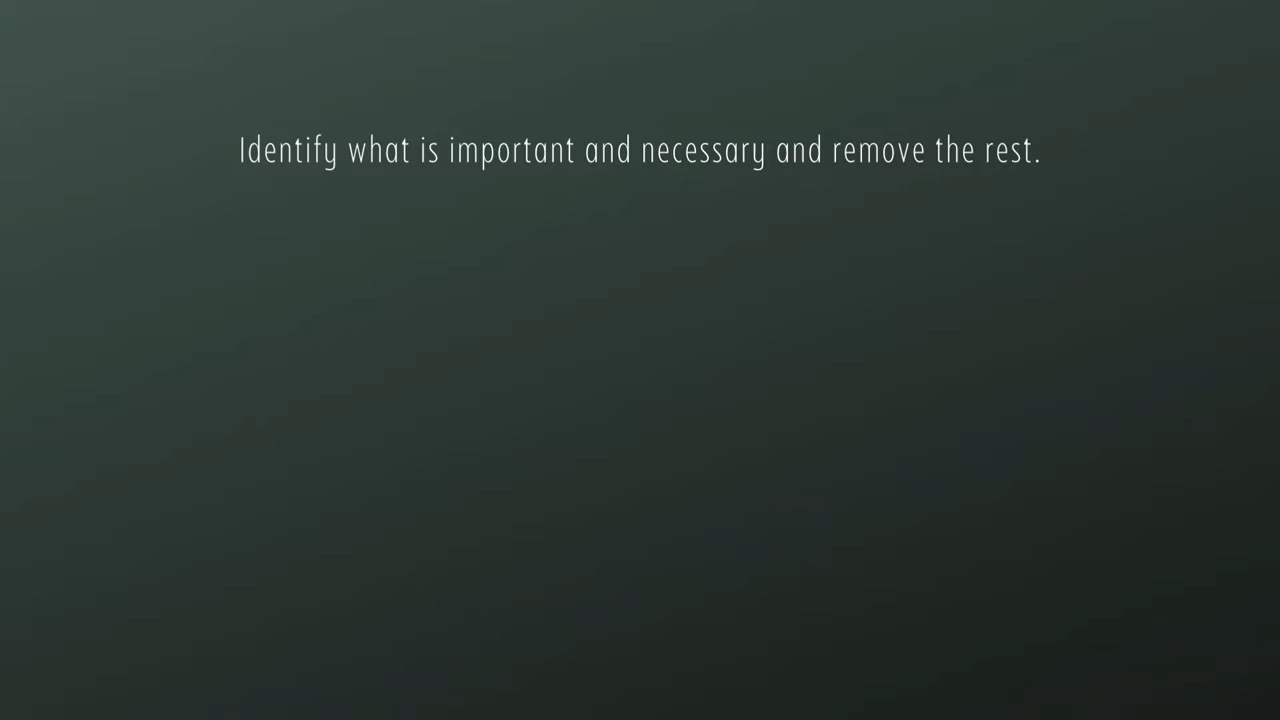 Identify what is important and necessary and remove the rest.